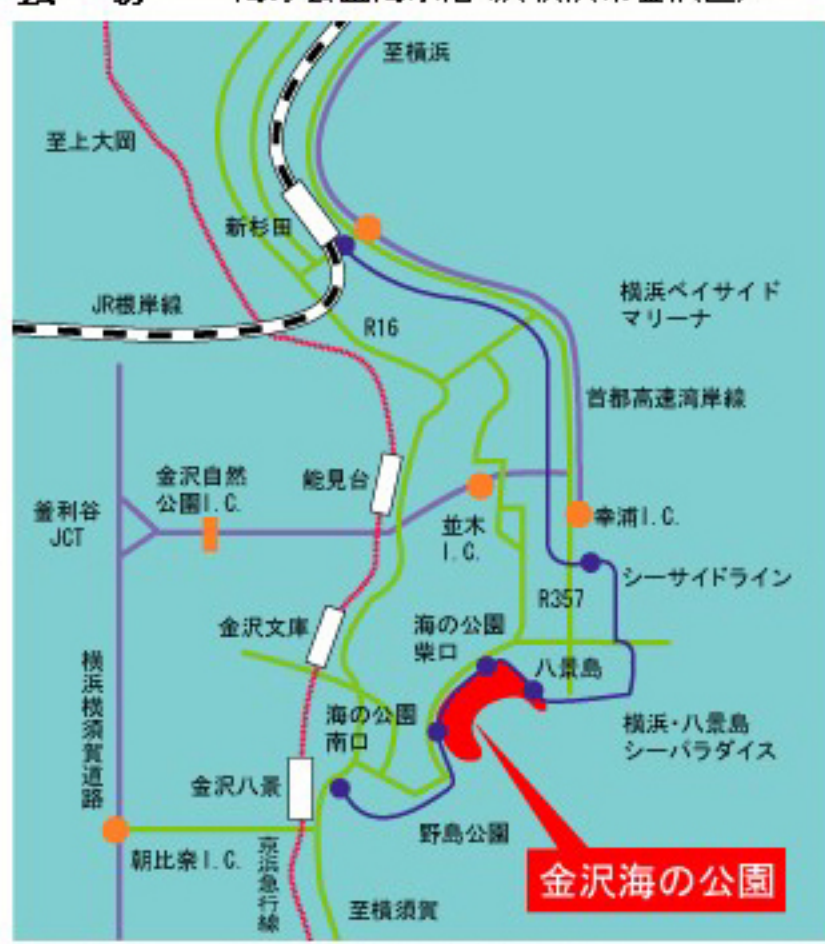 至横浜
至上大岡
新杉田
JR根岸線
R16
横浜ベイサイド
マリーナ
首都高速湾岸線
能見台
金沢自然
公園I.C.
釜利谷
JCT
並木
I.C.
幸浦I.C.
シーサイドライン
R357
金沢文庫
海の公園
柴口
八景島
横浜横須賀道路
海の公園
南口
横浜・八景島
シーパラダイス
金沢八景
野島公園
朝比奈I.C.
京浜急行線
金沢海の公園
至横須賀